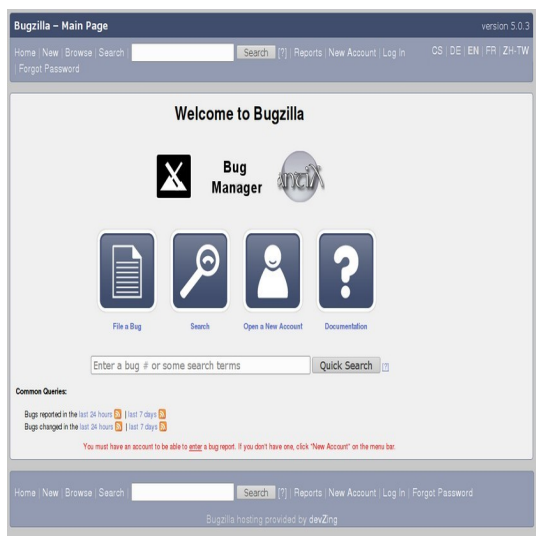 Bugzilla – Main Page
version 5.0.3
Home | New | Browse | Search | Search [?] | Reports | New Account | Log In
| Forgot Password
CS | DE | EN | FR | ZH-TW
Welcome to Bugzilla
Bug
Manager
antiX
File a Bug
Search
Open a New Account
Documentation
Enter a bug # or some search terms
Quick Search [?]
Common Queries:
Bugs reported in the last 24 hours | last 7 days
Bugs changed in the last 24 hours | last 7 days
You must have an account to be able to enter a bug report. If you don't have one, click "New Account" on the menu bar.
Home | New | Browse | Search | Search [?] | Reports | New Account | Log In | Forgot Password
Bugzilla hosting provided by devZing